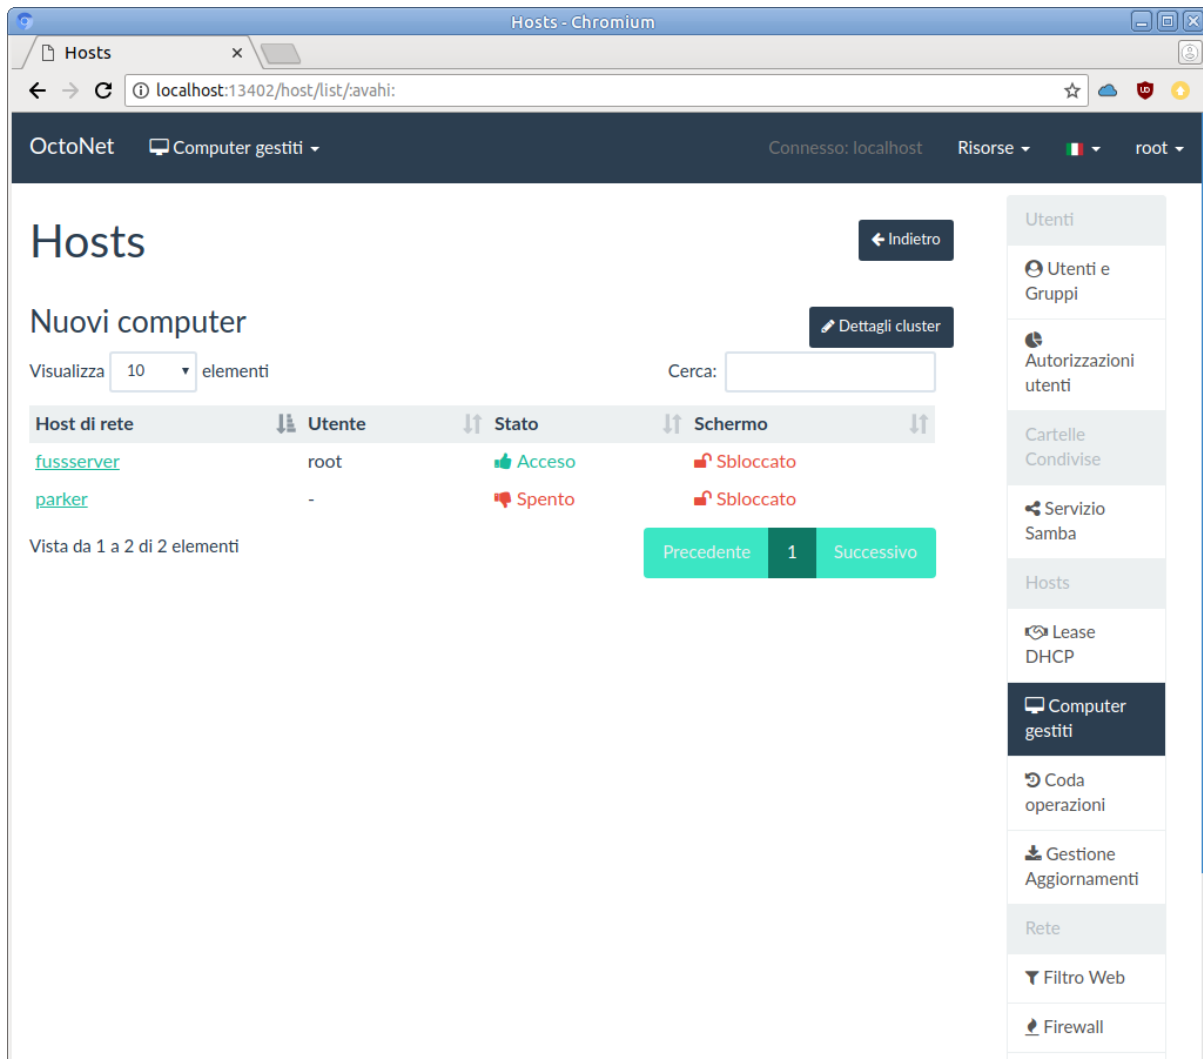 Hosts - Chromium
Hosts
localhost:13402/host/list/:avahi:
OctoNet Computer gestiti Connesso: localhost Risorse root
Hosts
Indietro
Nuovi computer
Dettagli cluster
Visualizza 10 elementi Cerca:
Host di rete Utente Stato Schermo
fussserver root Acceso Sbloccato
parker - Spento Sbloccato
Vista da 1 a 2 di 2 elementi
Precedente 1 Successivo
Utenti
Utenti e
Gruppi
Autorizzazioni
utenti
Cartelle
Condivise
Servizio
Samba
Hosts
Lease
DHCP
Computer
gestiti
Coda
operazioni
Gestione
Aggiornamenti
Rete
Filtro Web
Firewall